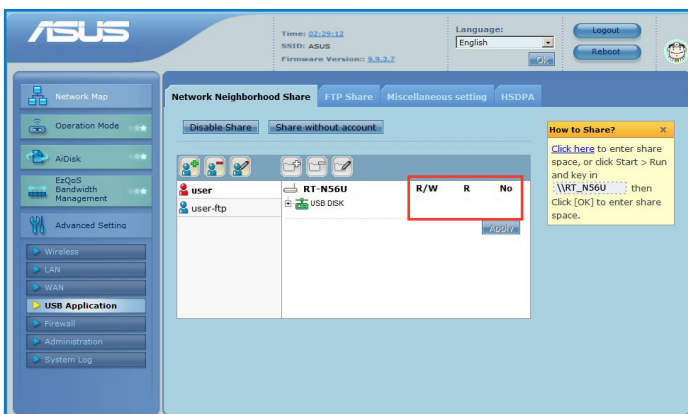 ASUS
Time: 02:29:12
SSID: ASUS
Firmware Version:: 9.9.3.7
Language:
English
OK
Logout
Reboot
Network Map
Operation Mode
AiDisk
EzQoS
Bandwidth
Management
Advanced Setting
Wireless
LAN
WAN
USB Application
Firewall
Administration
System Log
Network Neighborhood Share FTP Share Miscellaneous setting HSDPA
Disable Share Share without account
user
user-ftp
RT-N56U R/W R No
USB DISK
Apply
How to Share? x
Click here to enter share
space, or click Start > Run
and key in
\\RT_N56U then
Click [OK] to enter share
space.